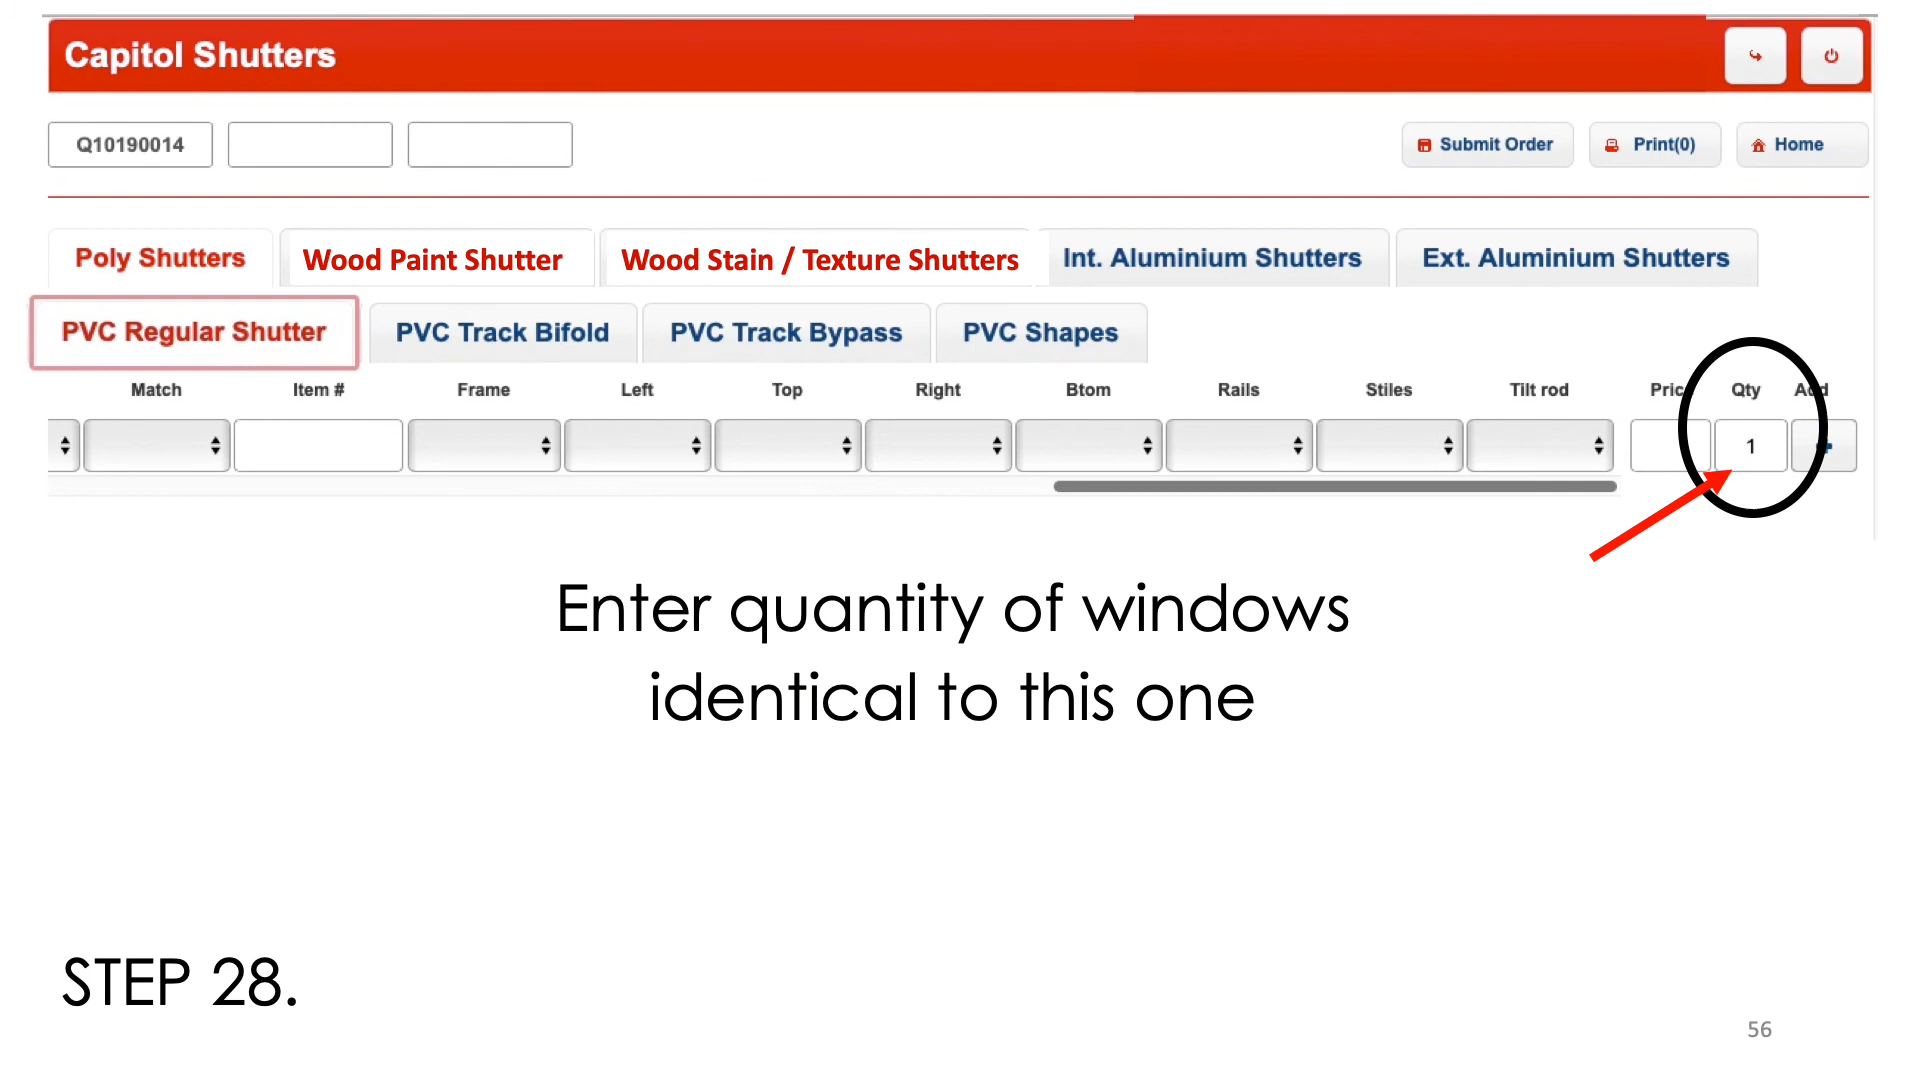 Capitol Shutters
Q10190014
Submit Order Print(0) Home
Poly Shutters Wood Paint Shutter Wood Stain / Texture Shutters Int. Aluminium Shutters Ext. Aluminium Shutters
PVC Regular Shutter PVC Track Bifold PVC Track Bypass PVC Shapes
Match Item # Frame Left Top Right Btom Rails Stiles Tilt rod Pric Qty Add
1
Enter quantity of windows
identical to this one
STEP 28.
56